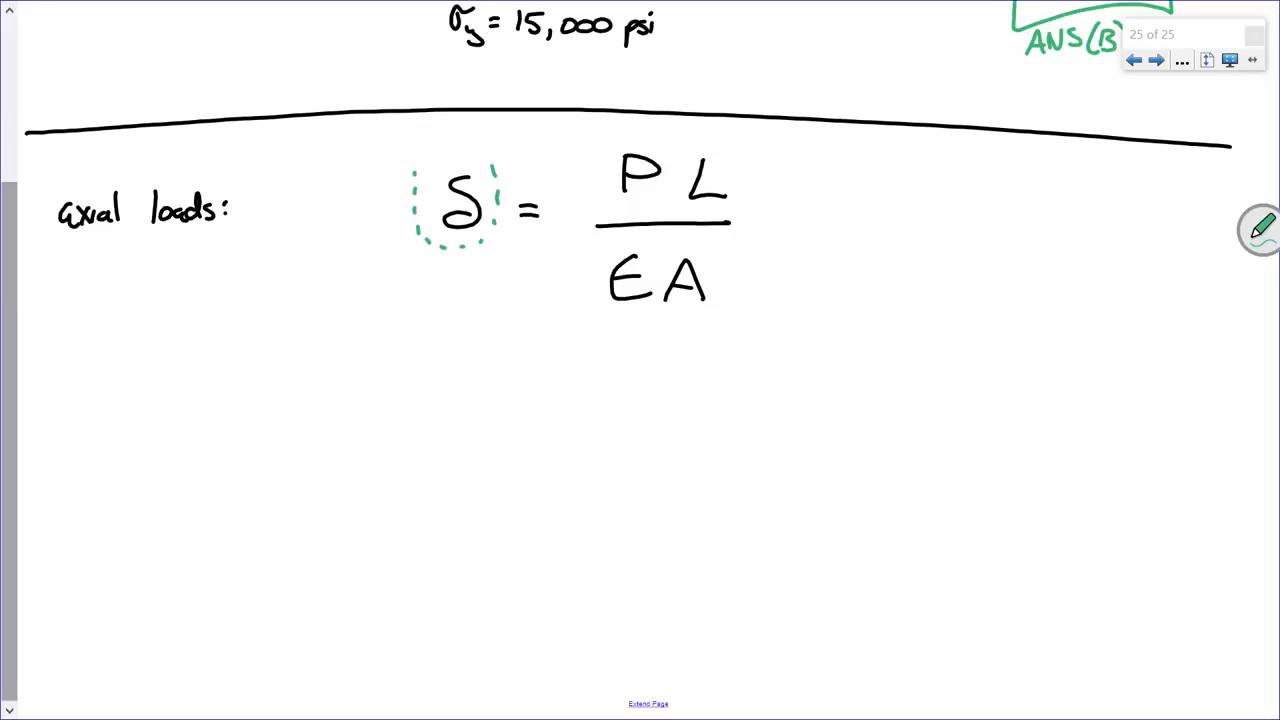 σy = 15,000 psi
ANS(B)
25 of 25
...
axial loads: δ = PL / EA
Extend Page